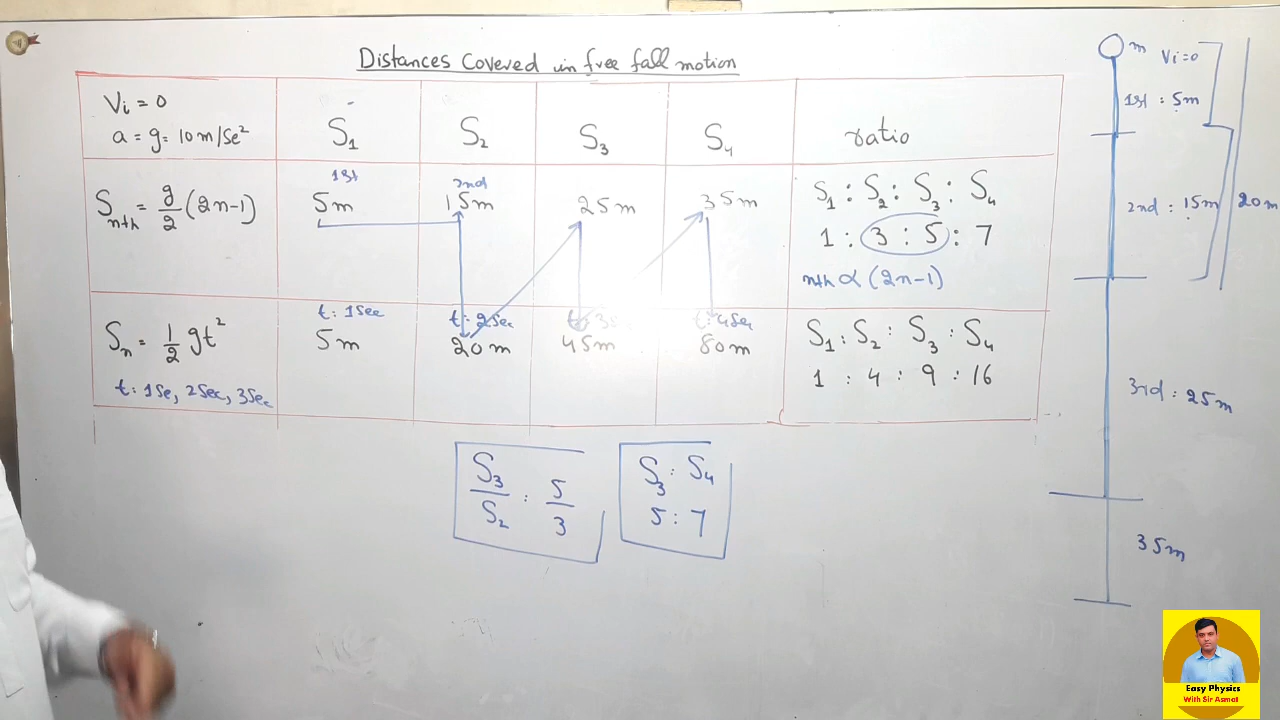 Distances Covered in free fall motion
Vi = 0
a = g = 10 m/Se²
S₁
S₂
S₃
S₄
ratio
Snth = g/2 (2n-1)
1st
5m
2nd
15m
25m
35m
S₁ : S₂ : S₃ : S₄
1 : 3 : 5 : 7
nth ∝ (2n-1)
Sn = 1/2 gt²
t: 1Se, 2Sec, 3Sec
t: 1Sec
5m
t: 2Sec
20m
t: 3Se
45m
t: 4Sec
80m
S₁ : S₂ : S₃ : S₄
1 : 4 : 9 : 16
S₃/S₂ : 5/3
S₃ : S₄
5 : 7
m Vi=0
1st : 5m
2nd : 15m
20m
3rd : 25m
35m
Easy Physics
With Sir Asmat